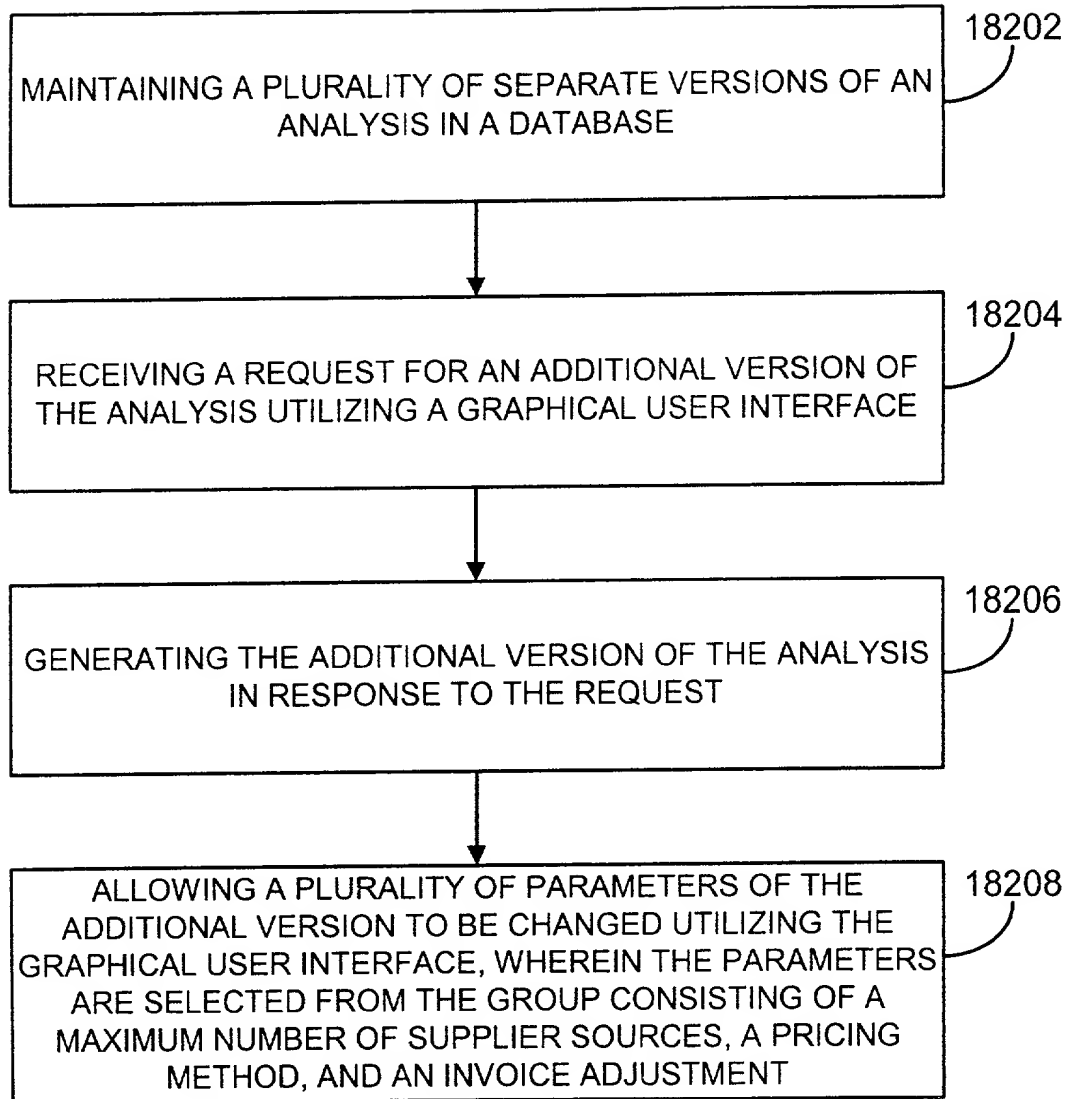 18202
MAINTAINING A PLURALITY OF SEPARATE VERSIONS OF AN
ANALYSIS IN A DATABASE
18204
RECEIVING A REQUEST FOR AN ADDITIONAL VERSION OF
THE ANALYSIS UTILIZING A GRAPHICAL USER INTERFACE
18206
GENERATING THE ADDITIONAL VERSION OF THE ANALYSIS
IN RESPONSE TO THE REQUEST
18208
ALLOWING A PLURALITY OF PARAMETERS OF THE
ADDITIONAL VERSION TO BE CHANGED UTILIZING THE
GRAPHICAL USER INTERFACE, WHEREIN THE PARAMETERS
ARE SELECTED FROM THE GROUP CONSISTING OF A
MAXIMUM NUMBER OF SUPPLIER SOURCES, A PRICING
METHOD, AND AN INVOICE ADJUSTMENT